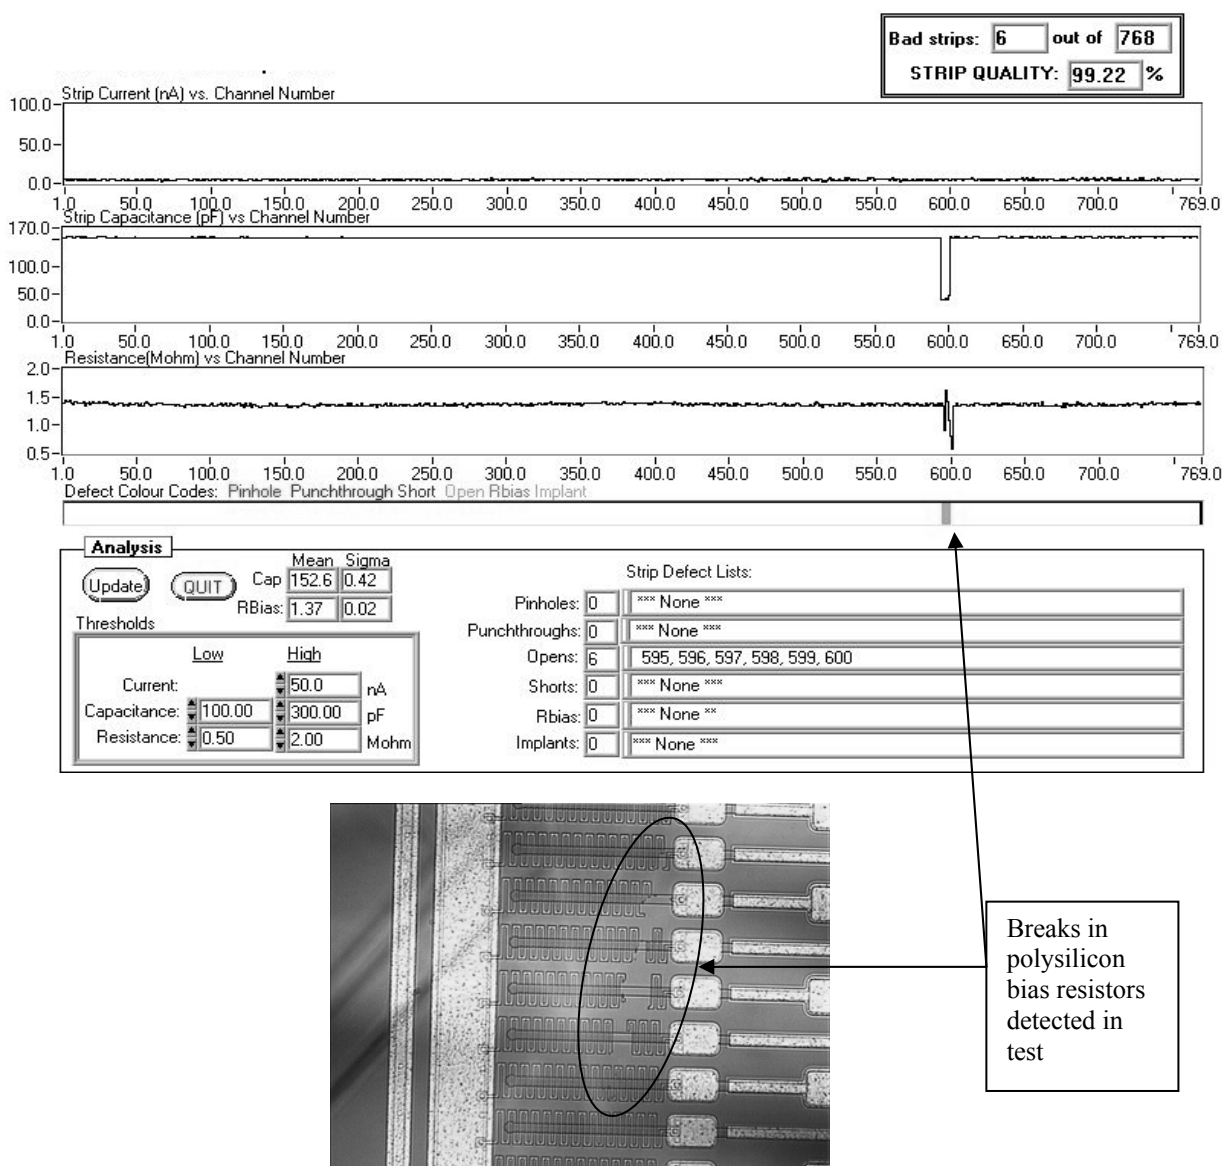 Bad strips: 6 out of 768
STRIP QUALITY: 99.22 %
Strip Current (nA) vs. Channel Number
100.0
50.0
0.0
1.0 50.0 100.0 150.0 200.0 250.0 300.0 350.0 400.0 450.0 500.0 550.0 600.0 650.0 700.0 769.0
Strip Capacitance (pF) vs Channel Number
170.0
100.0
50.0
0.0
1.0 50.0 100.0 150.0 200.0 250.0 300.0 350.0 400.0 450.0 500.0 550.0 600.0 650.0 700.0 769.0
Resistance(Mohm) vs Channel Number
2.0
1.5
1.0
0.5
1.0 50.0 100.0 150.0 200.0 250.0 300.0 350.0 400.0 450.0 500.0 550.0 600.0 650.0 700.0 769.0
Defect Colour Codes: Pinhole Punchthrough Short Open Rbias Implant
Analysis
Update
QUIT
Mean Sigma
Cap 152.6 0.42
RBias: 1.37 0.02
Thresholds
Low High
Current: 50.0 nA
Capacitance: 100.00 300.00 pF
Resistance: 0.50 2.00 Mohm
Strip Defect Lists:
Pinholes: 0 *** None ***
Punchthroughs: 0 *** None ***
Opens: 6 595, 596, 597, 598, 599, 600
Shorts: 0 *** None ***
Rbias: 0 *** None **
Implants: 0 *** None ***
Breaks in
polysilicon
bias resistors
detected in
test